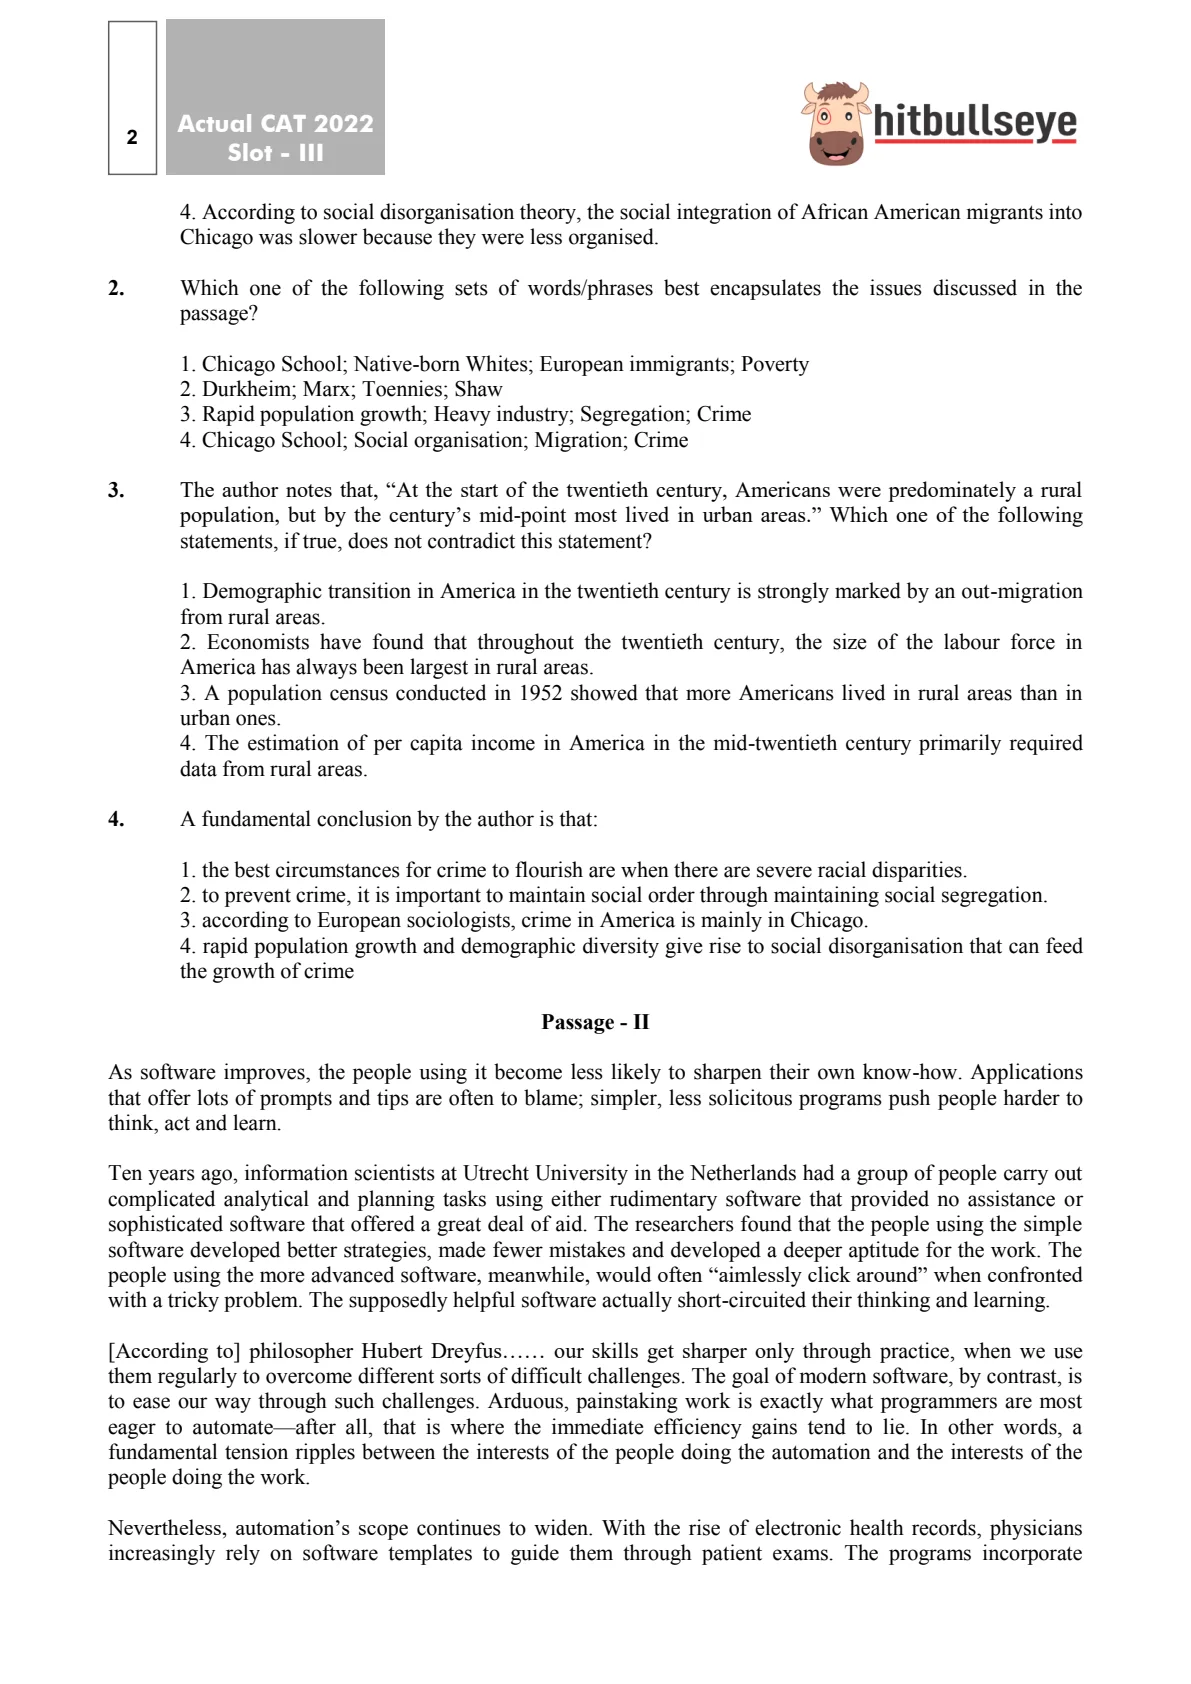 2
Actual CAT 2022
Slot - III
hitbullseye
4. According to social disorganisation theory, the social integration of African American migrants into
Chicago was slower because they were less organised.
2. Which one of the following sets of words/phrases best encapsulates the issues discussed in the
passage?
1. Chicago School; Native-born Whites; European immigrants; Poverty
2. Durkheim; Marx; Toennies; Shaw
3. Rapid population growth; Heavy industry; Segregation; Crime
4. Chicago School; Social organisation; Migration; Crime
3. The author notes that, “At the start of the twentieth century, Americans were predominately a rural
population, but by the century’s mid-point most lived in urban areas.” Which one of the following
statements, if true, does not contradict this statement?
1. Demographic transition in America in the twentieth century is strongly marked by an out-migration
from rural areas.
2. Economists have found that throughout the twentieth century, the size of the labour force in
America has always been largest in rural areas.
3. A population census conducted in 1952 showed that more Americans lived in rural areas than in
urban ones.
4. The estimation of per capita income in America in the mid-twentieth century primarily required
data from rural areas.
4. A fundamental conclusion by the author is that:
1. the best circumstances for crime to flourish are when there are severe racial disparities.
2. to prevent crime, it is important to maintain social order through maintaining social segregation.
3. according to European sociologists, crime in America is mainly in Chicago.
4. rapid population growth and demographic diversity give rise to social disorganisation that can feed
the growth of crime
Passage - II
As software improves, the people using it become less likely to sharpen their own know-how. Applications
that offer lots of prompts and tips are often to blame; simpler, less solicitous programs push people harder to
think, act and learn.
Ten years ago, information scientists at Utrecht University in the Netherlands had a group of people carry out
complicated analytical and planning tasks using either rudimentary software that provided no assistance or
sophisticated software that offered a great deal of aid. The researchers found that the people using the simple
software developed better strategies, made fewer mistakes and developed a deeper aptitude for the work. The
people using the more advanced software, meanwhile, would often “aimlessly click around” when confronted
with a tricky problem. The supposedly helpful software actually short-circuited their thinking and learning.
[According to] philosopher Hubert Dreyfus…… our skills get sharper only through practice, when we use
them regularly to overcome different sorts of difficult challenges. The goal of modern software, by contrast, is
to ease our way through such challenges. Arduous, painstaking work is exactly what programmers are most
eager to automate—after all, that is where the immediate efficiency gains tend to lie. In other words, a
fundamental tension ripples between the interests of the people doing the automation and the interests of the
people doing the work.
Nevertheless, automation’s scope continues to widen. With the rise of electronic health records, physicians
increasingly rely on software templates to guide them through patient exams. The programs incorporate